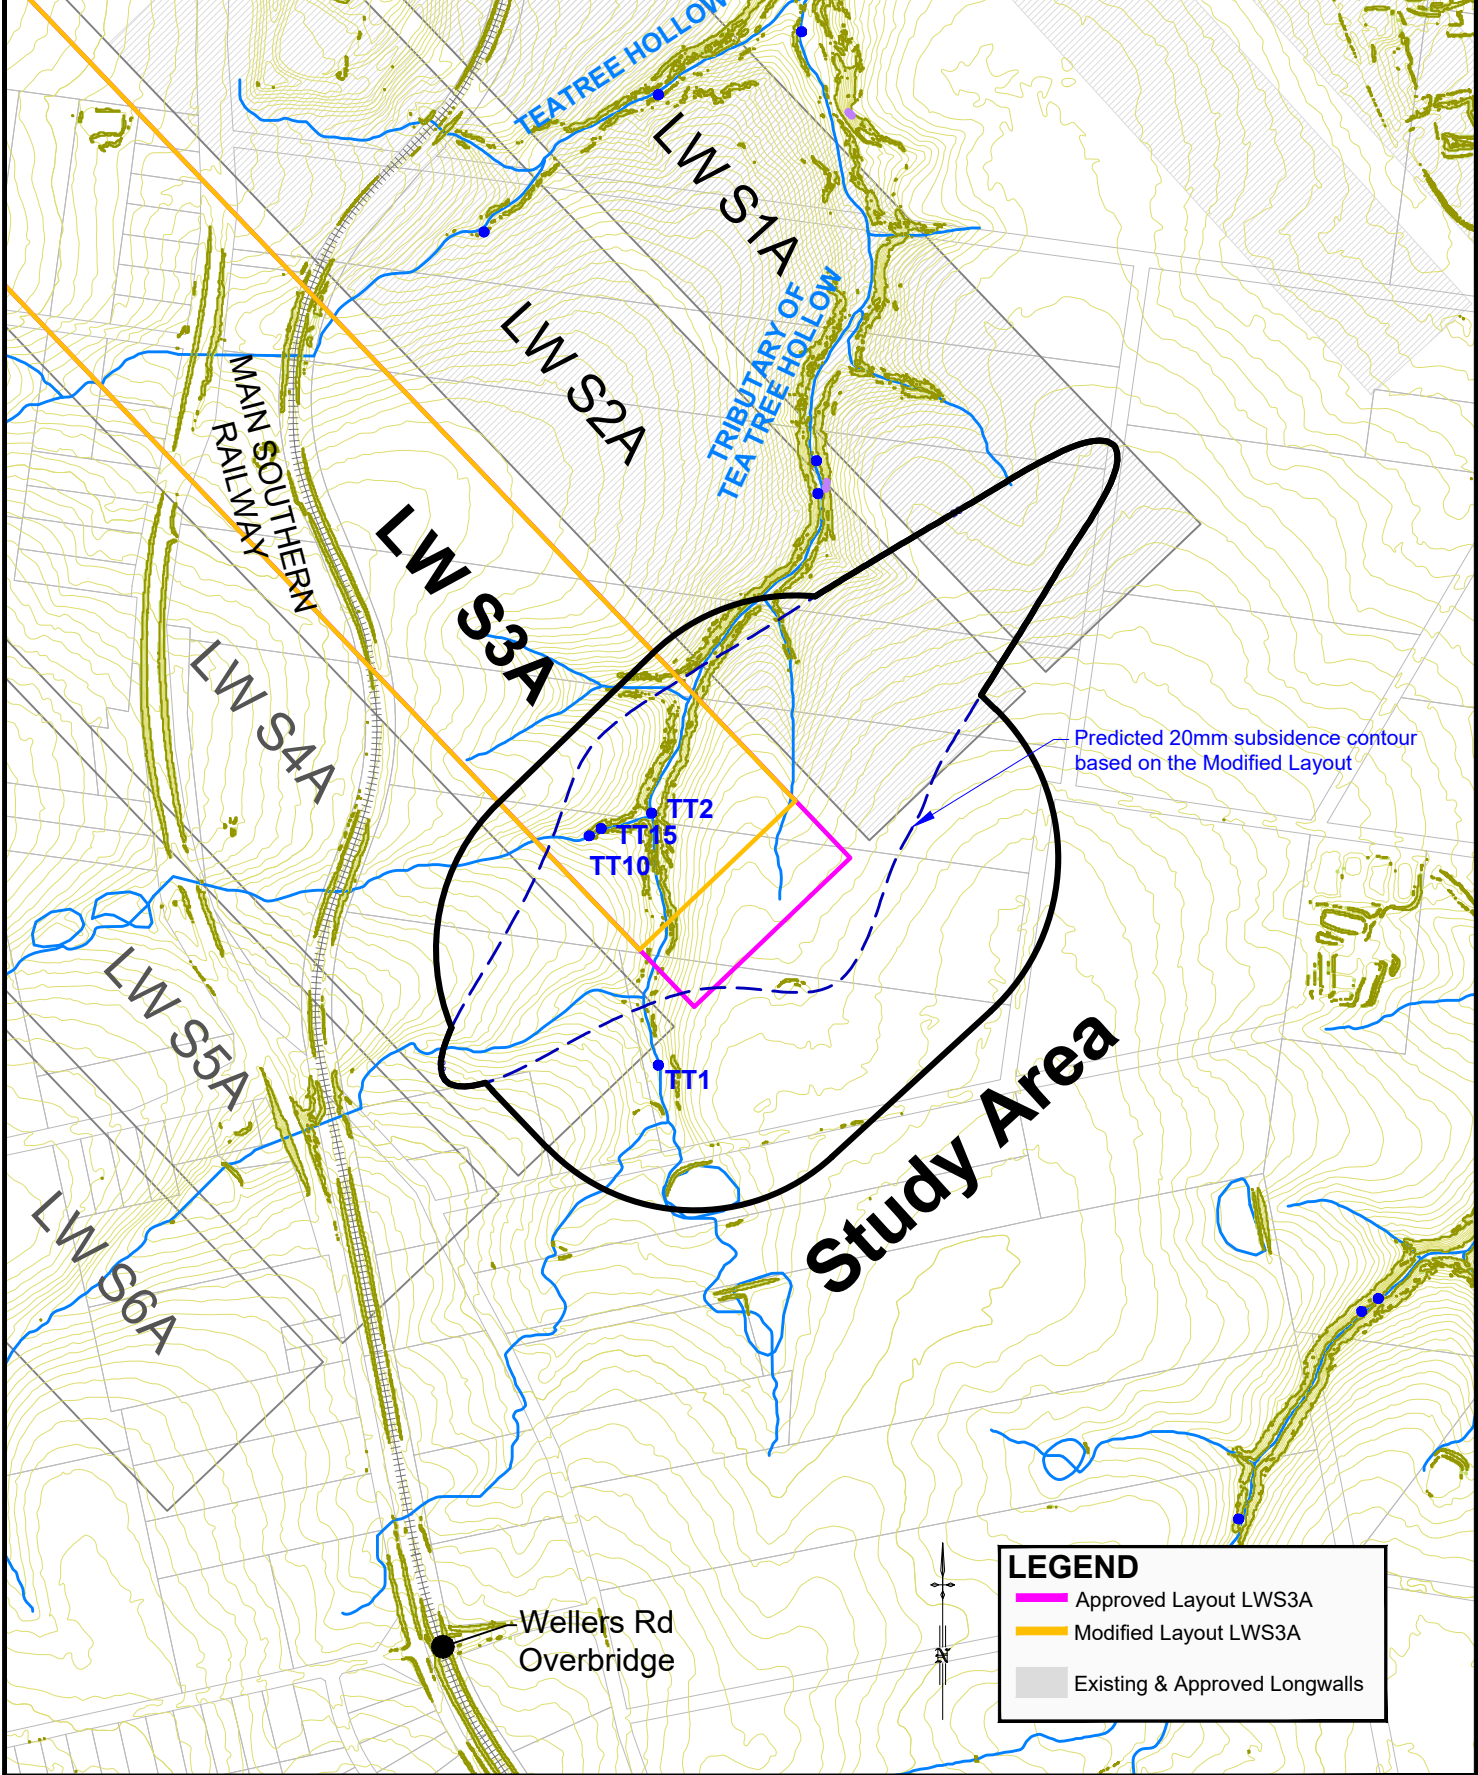 TEATREE HOLLOW
LW S1A
TRIBUTARY OF
TEA TREE HOLLOW
LW S2A
MAIN SOUTHERN
RAILWAY
LW S3A
LW S4A
Predicted 20mm subsidence contour
based on the Modified Layout
TT2
TT15
TT10
LW S5A
TT1
Study Area
LW S6A
Wellers Rd
Overbridge
N
LEGEND
Approved Layout LWS3A
Modified Layout LWS3A
Existing & Approved Longwalls